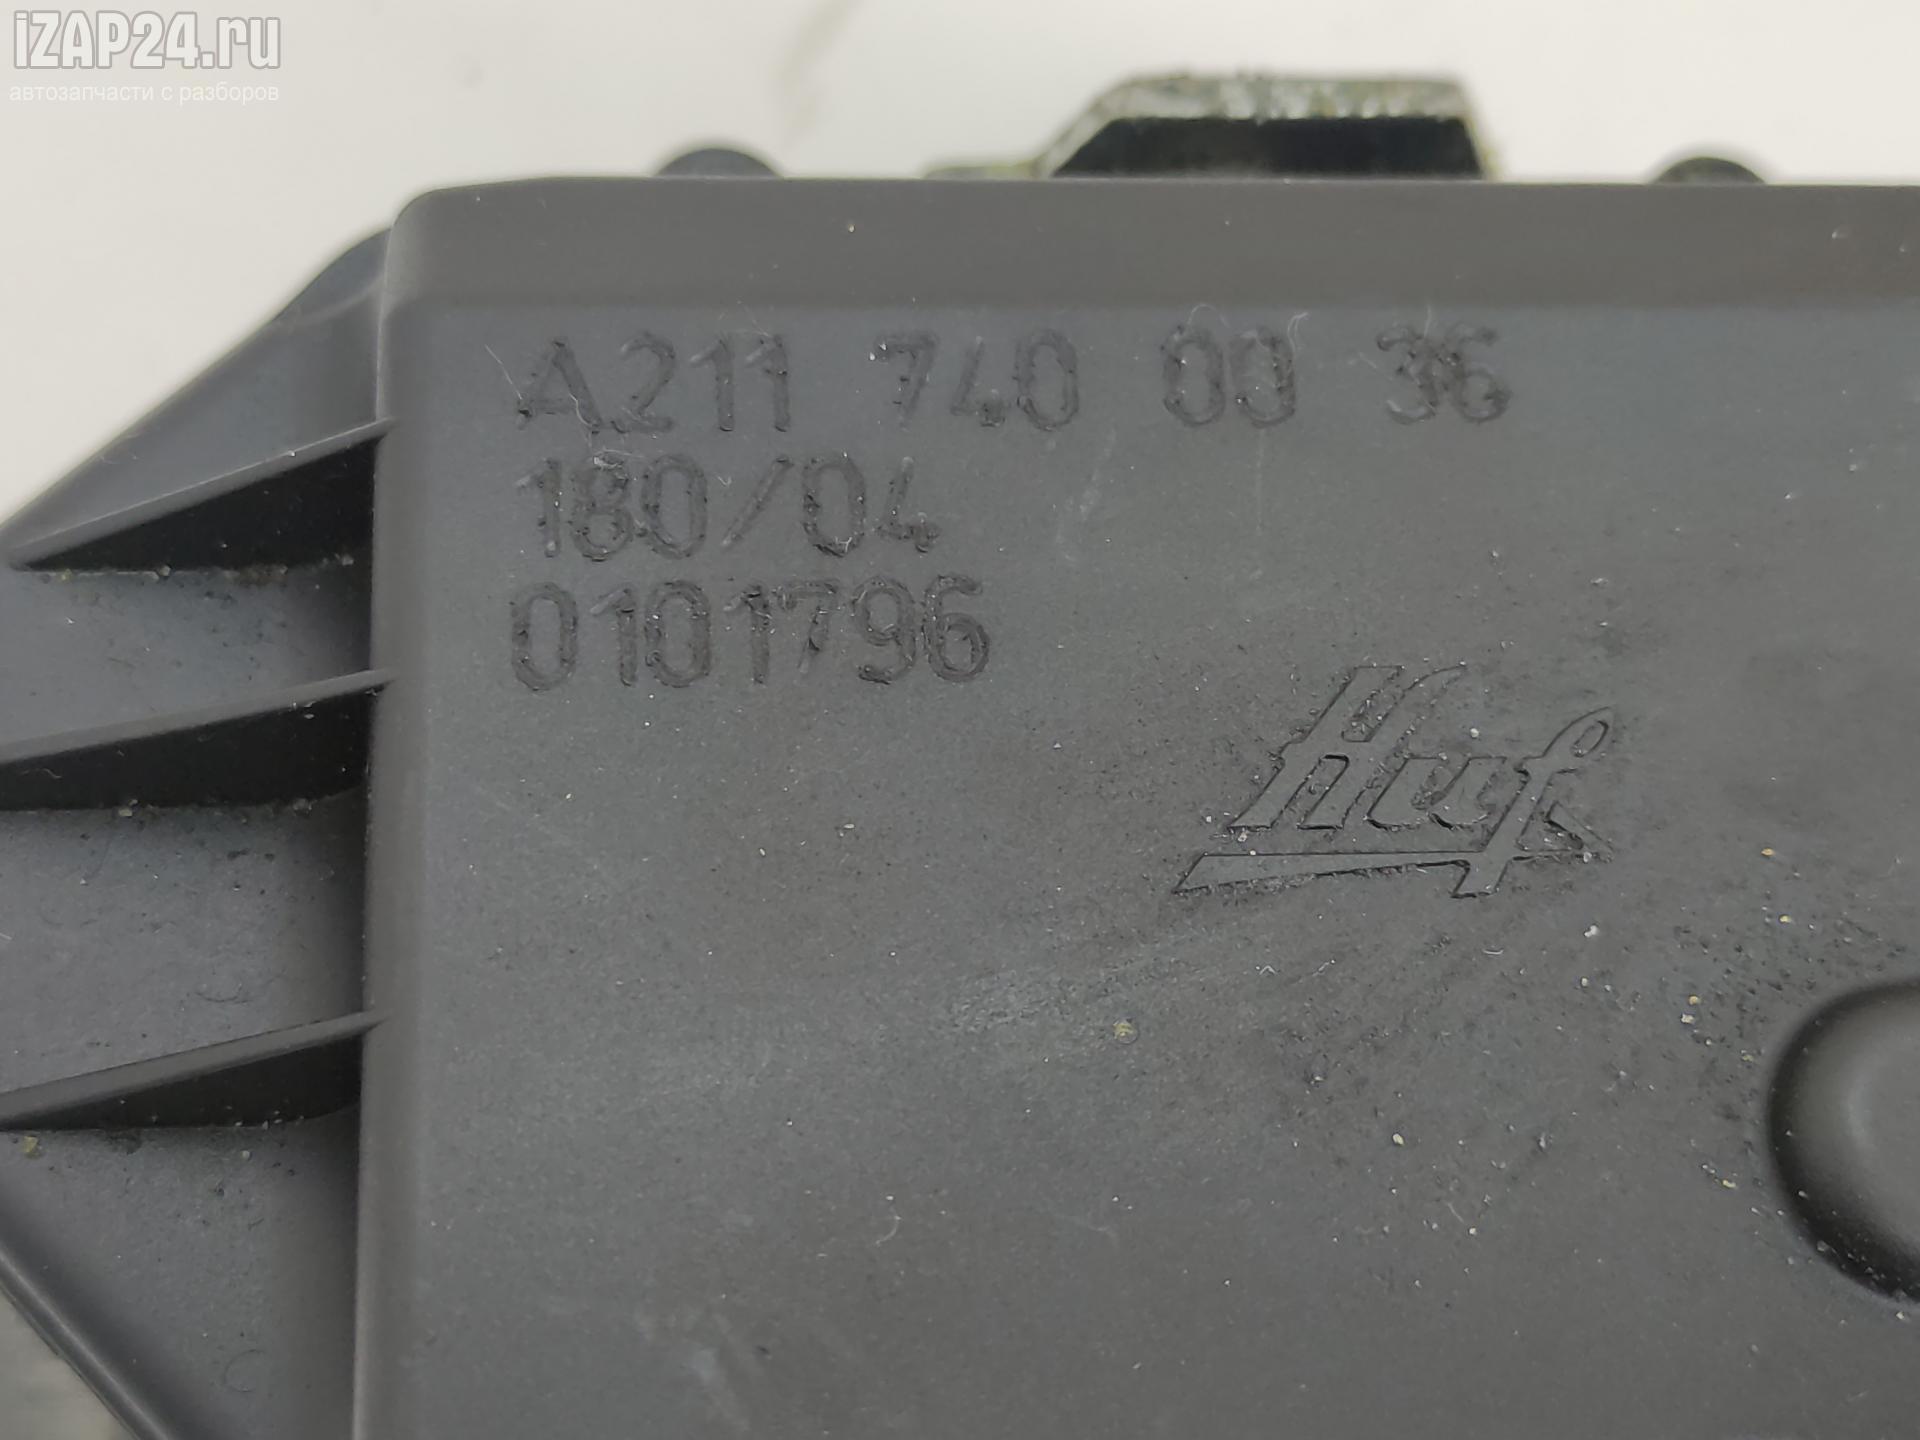 iZAP24.ru
автозапчасти с разборов
A211 740 00 36
180/04
0101796
Huf